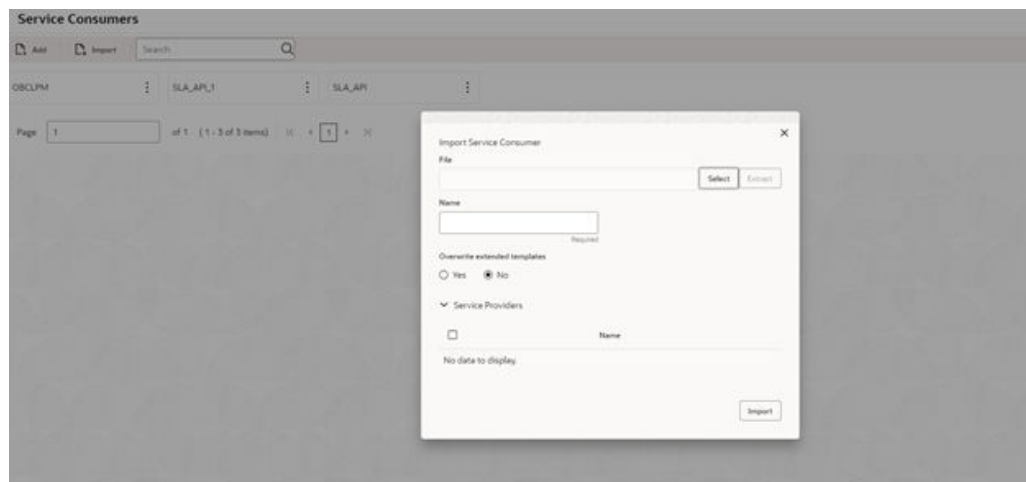 Service Consumers
Add Import Search
OBCLPM SLA_API_1 SLA_API
Page 1 of 1 (1-3 of 3 items) 1
Import Service Consumer
File
Select Extract
Name
Required
Overwrite extended templates
Yes No
Service Providers
Name
No data to display.
Import